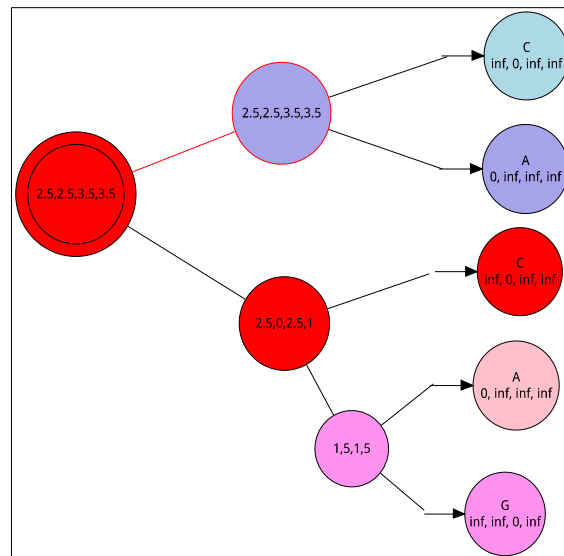 C
inf, 0, inf, inf
2.5,2.5,3.5,3.5
A
0, inf, inf, inf
2.5,2.5,3.5,3.5
C
inf, 0, inf, inf
2.5,0,2.5,1
A
0, inf, inf, inf
1,5,1,5
G
inf, inf, 0, inf